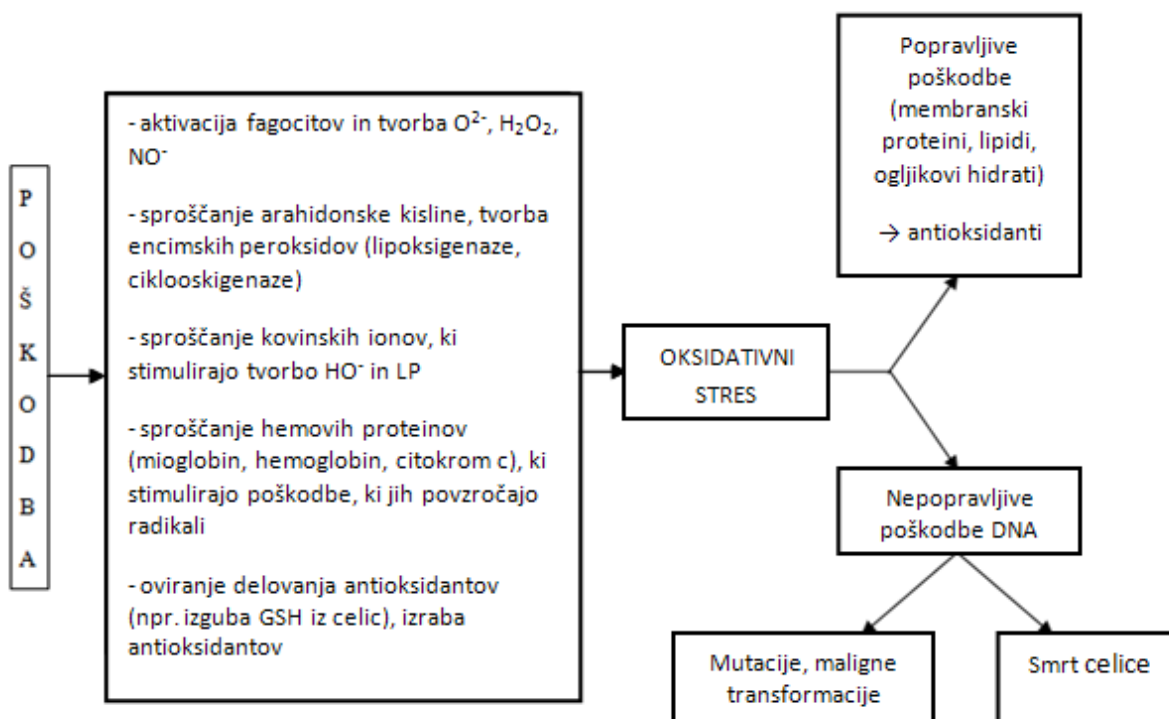 POŠKODBA
- aktivacija fagocitov in tvorba O²⁻, H₂O₂,
NO⁻
- sproščanje arahidonske kisline, tvorba
encimskih peroksidov (lipoksigenaze,
ciklooskigenaze)
- sproščanje kovinskih ionov, ki
stimulirajo tvorbo HO⁻ in LP
- sproščanje hemovih proteinov
(mioglobin, hemoglobin, citokrom c), ki
stimulirajo poškodbe, ki jih povzročajo
radikali
- oviranje delovanja antioksidantov
(npr. izguba GSH iz celic), izraba
antioksidantov
OKSIDATIVNI
STRES
Popravljive
poškodbe
(membranski
proteini, lipidi,
ogljikovi hidrati)
→ antioksidanti
Nepopravljive
poškodbe DNA
Mutacije, maligne
transformacije
Smrt celice